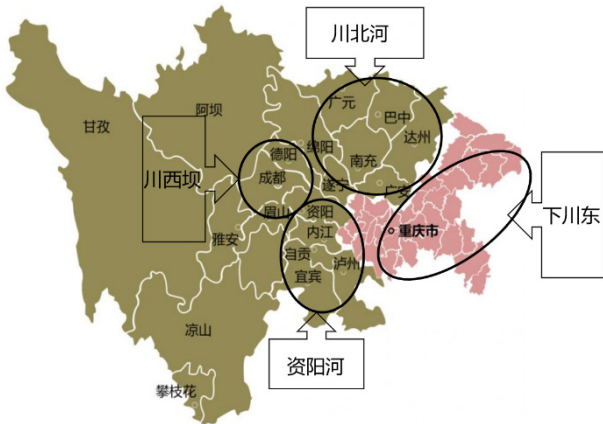 川北河
广元
阿坝
巴中
甘孜
达州
绵阳
德阳
川西坝
南充
成都
遂宁
广安
下川东
眉山
资阳
重庆市
雅安
内江
自贡
泸州
宜宾
凉山
资阳河
攀枝花